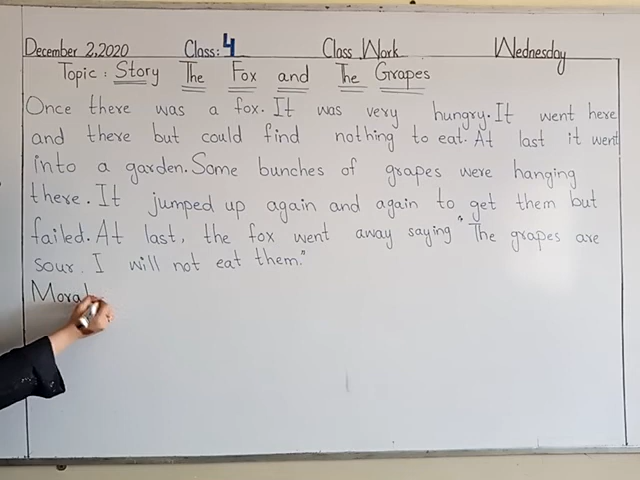 December 2,2020 Class: 4 Class Work Wednesday
Topic : Story The Fox and The Grapes
Once there was a fox. It was very hungry. It went here
and there but could find nothing to eat. At last it went
into a garden. Some bunches of grapes were hanging
there. It jumped up again and again to get them but
failed. At last, the fox went away saying "The grapes are
sour. I will not eat them."
Moral